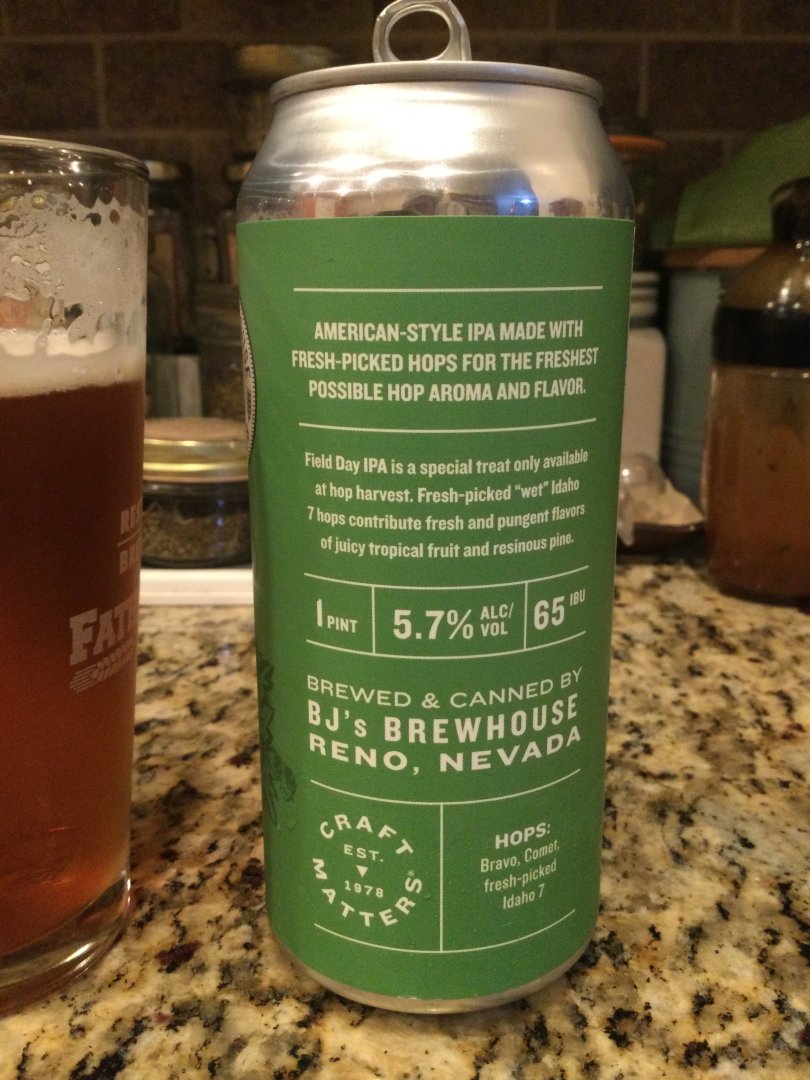 AMERICAN-STYLE IPA MADE WITH
FRESH-PICKED HOPS FOR THE FRESHEST
POSSIBLE HOP AROMA AND FLAVOR.
Field Day IPA is a special treat only available
at hop harvest. Fresh-picked “wet” Idaho
7 hops contribute fresh and pungent flavors
of juicy tropical fruit and resinous pine.
1 PINT
5.7% ALC/
VOL
65 IBU
BREWED & CANNED BY
BJ's BREWHOUSE
RENO, NEVADA
CRAFT
EST.
1978
MATTERS®
HOPS:
Bravo, Comet,
fresh-picked
Idaho 7